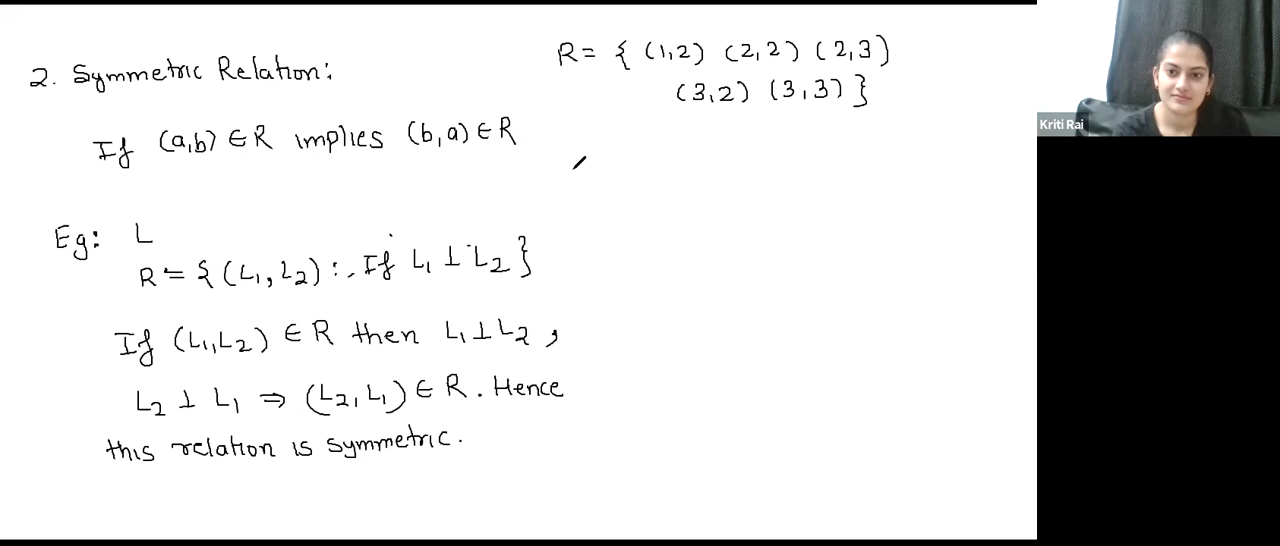 2. Symmetric Relation:
If (a,b) ∈ R implies (b,a) ∈ R
Eg: L
R = { (L₁, L₂) : If L₁ ⊥ L₂ }
If (L₁, L₂) ∈ R then L₁ ⊥ L₂ ,
L₂ ⊥ L₁ ⇒ (L₂, L₁) ∈ R. Hence
this relation is symmetric.
R = { (1,2) (2,2) (2,3)
(3,2) (3,3) }
Kriti Rai